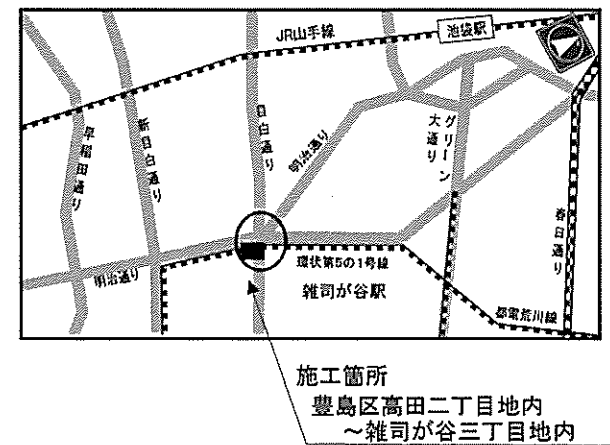 JR山手線
池袋駅
早稲田通り
新目白通り
目白通り
明治通り
グリーン
大通り
春日通り
明治通り
環状第5の1号線
雑司が谷駅
都電荒川線
施工箇所
豊島区高田二丁目地内
～雑司が谷三丁目地内